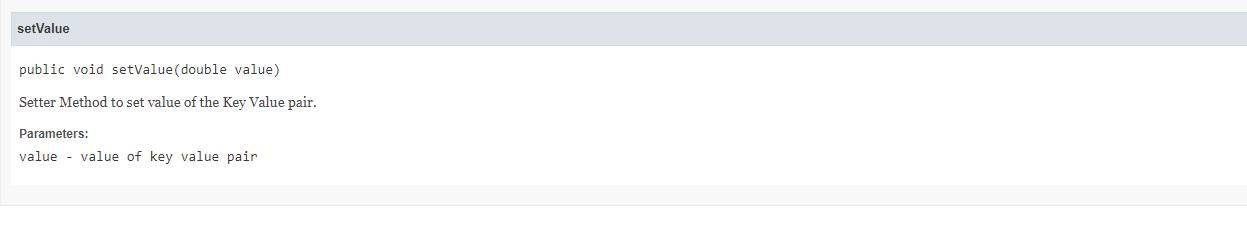 setValue
public void setValue(double value)
Setter Method to set value of the Key Value pair.
Parameters:
value - value of key value pair